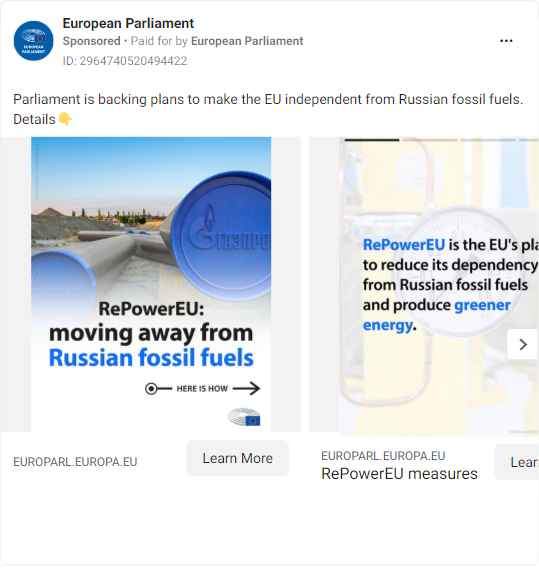 European Parliament
Sponsored • Paid for by European Parliament
ID: 2964740520494422
EUROPEAN
PARLIAMENT
Parliament is backing plans to make the EU independent from Russian fossil fuels.
Details👇
ГАЗПРО
RePowerEU:
moving away from
Russian fossil fuels
HERE IS HOW
RePowerEU is the EU's pla
to reduce its dependency
from Russian fossil fuels
and produce greener
energy.
EUROPARL.EUROPA.EU
Learn More
EUROPARL.EUROPA.EU
RePowerEU measures
Lear